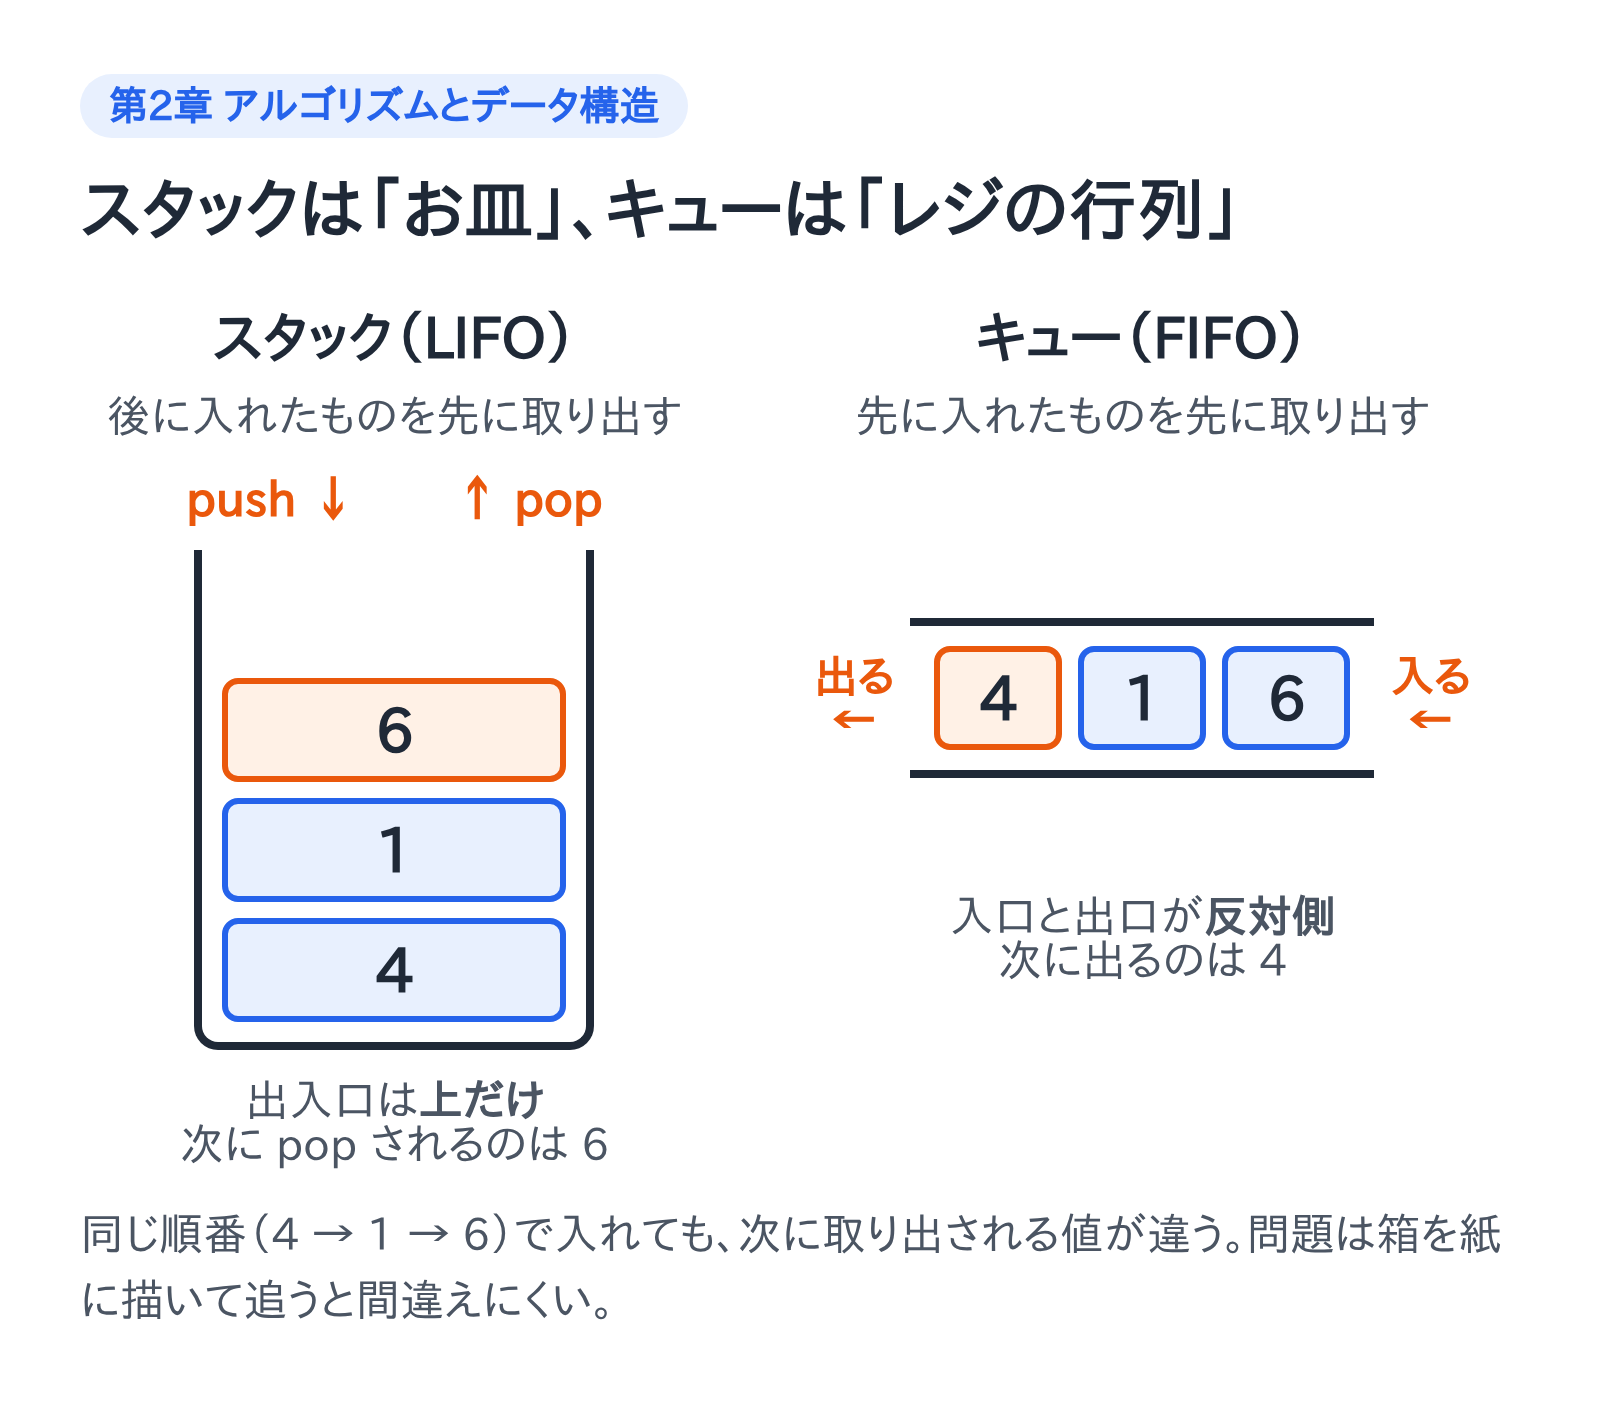 第2章 アルゴリズムとデータ構造
スタックは「お皿」、キューは「レジの行列」
スタック（LIFO）
後に入れたものを先に取り出す
push ↓ ↑ pop
6
1
4
出入口は上だけ
次に pop されるのは 6
キュー（FIFO）
先に入れたものを先に取り出す
出る
←
4 1 6
入る
←
入口と出口が反対側
次に出るのは 4
同じ順番（4 → 1 → 6）で入れても、次に取り出される値が違う。問題は箱を紙
に描いて追うと間違えにくい。